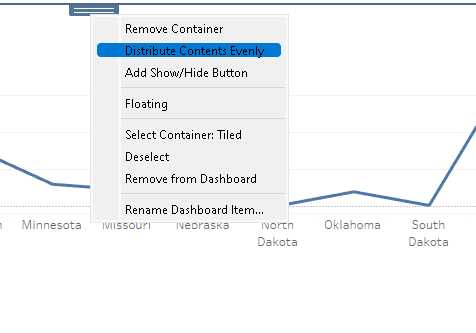 Remove Container
Distribute Contents Evenly
Add Show/Hide Button
Floating
Select Container: Tiled
Deselect
Remove from Dashboard
Rename Dashboard Item...
Minnesota
Missouri
Nebraska
North
Dakota
Oklahoma
South
Dakota